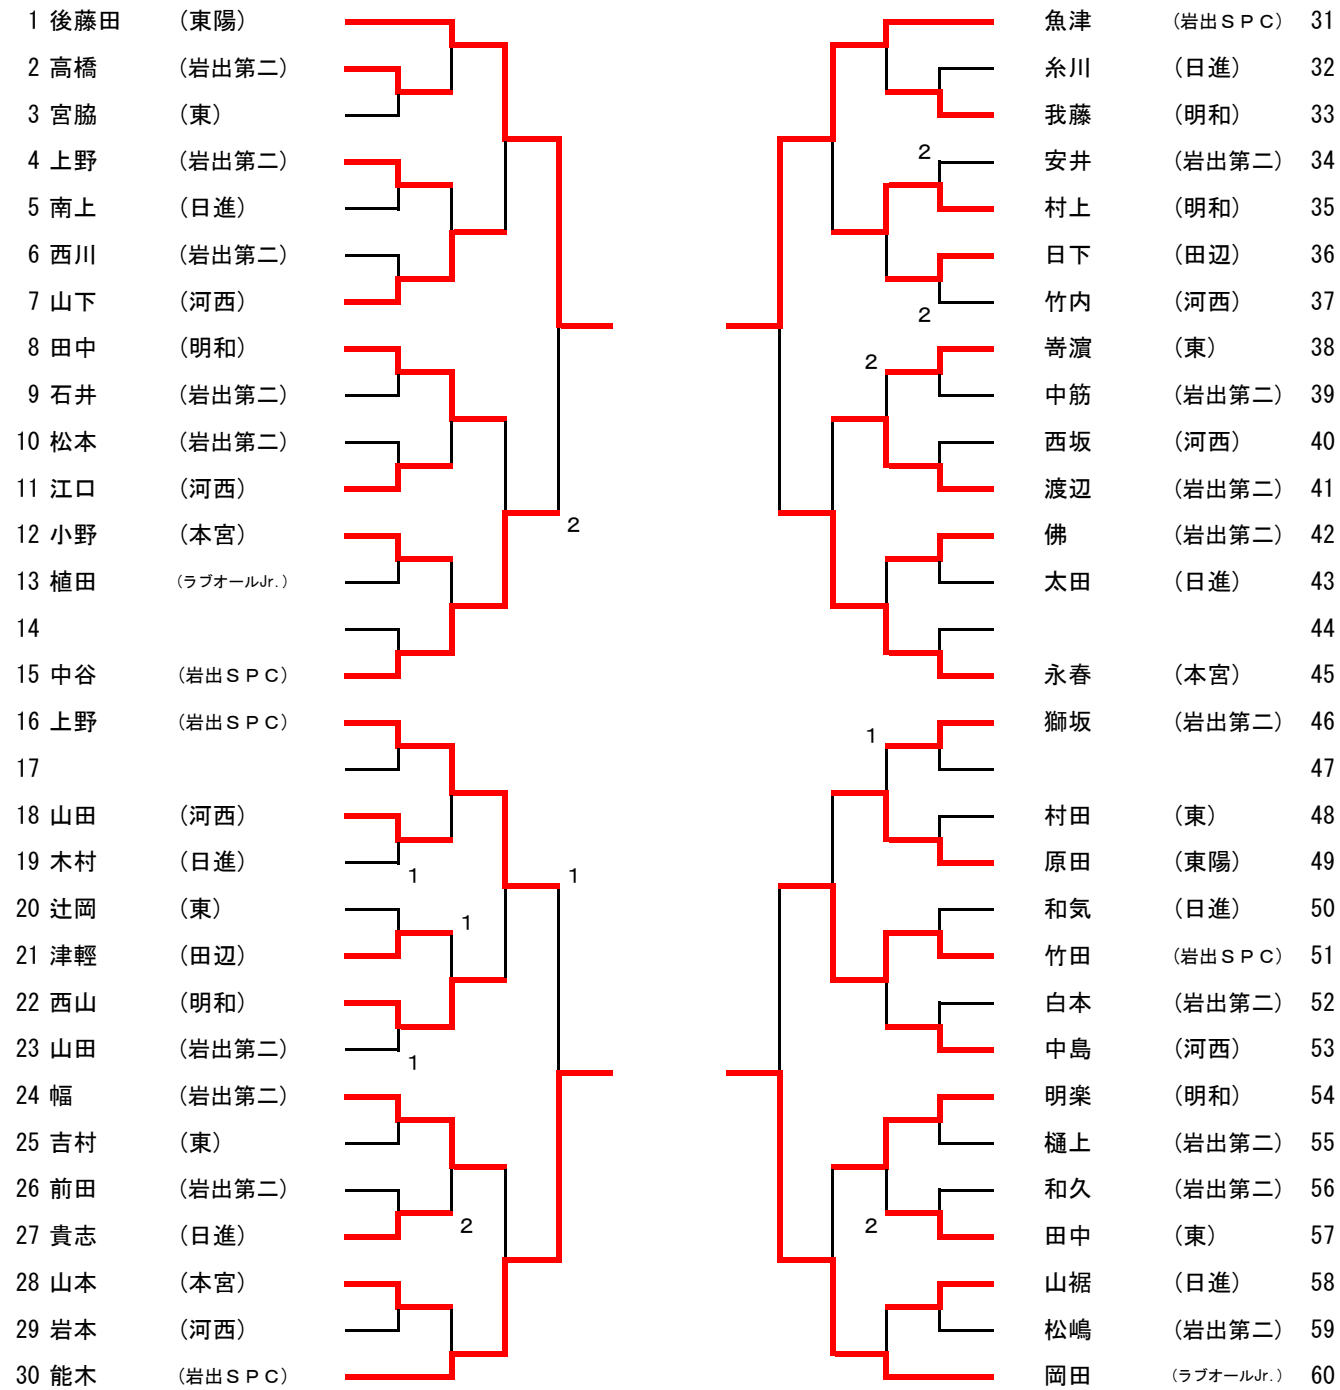 1 後藤田 (東陽)
2 高橋 (岩出第二)
3 宮脇 (東)
4 上野 (岩出第二)
5 南上 (日進)
6 西川 (岩出第二)
7 山下 (河西)
8 田中 (明和)
9 石井 (岩出第二)
10 松本 (岩出第二)
11 江口 (河西)
12 小野 (本宮)
2
13 植田 (ラブオールJr.)
14
15 中谷 (岩出ＳＰＣ)
16 上野 (岩出ＳＰＣ)
17
18 山田 (河西)
19 木村 (日進)
1
1
20 辻岡 (東)
1
21 津輕 (田辺)
22 西山 (明和)
23 山田 (岩出第二)
1
24 幅 (岩出第二)
25 吉村 (東)
26 前田 (岩出第二)
27 貴志 (日進)
2
28 山本 (本宮)
29 岩本 (河西)
30 能木 (岩出ＳＰＣ)
魚津 (岩出ＳＰＣ) 31
糸川 (日進) 32
我藤 (明和) 33
2
安井 (岩出第二) 34
村上 (明和) 35
日下 (田辺) 36
竹内 (河西) 37
2
嵜濵 (東) 38
2
中筋 (岩出第二) 39
西坂 (河西) 40
渡辺 (岩出第二) 41
佛 (岩出第二) 42
太田 (日進) 43
44
永春 (本宮) 45
獅坂 (岩出第二) 46
1
47
村田 (東) 48
原田 (東陽) 49
和気 (日進) 50
竹田 (岩出ＳＰＣ) 51
白本 (岩出第二) 52
中島 (河西) 53
明楽 (明和) 54
樋上 (岩出第二) 55
和久 (岩出第二) 56
2
田中 (東) 57
山裾 (日進) 58
松嶋 (岩出第二) 59
岡田 (ラブオールJr.) 60